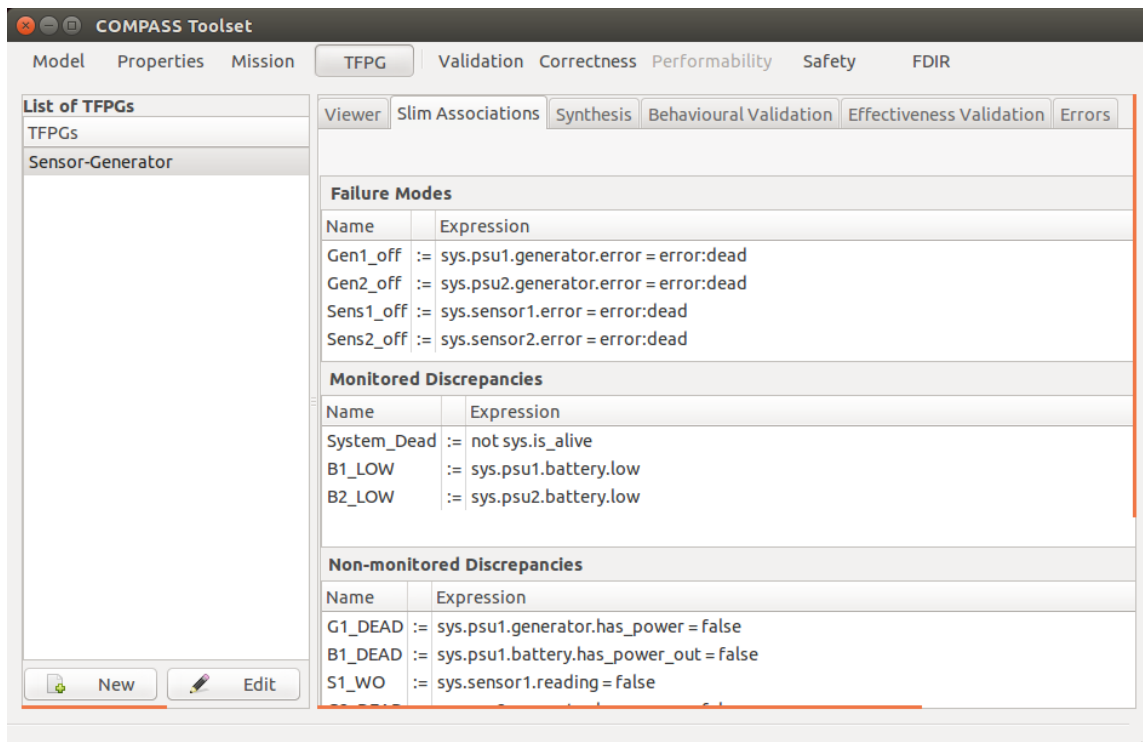 COMPASS Toolset
Model Properties Mission TFPG Validation Correctness Performability Safety FDIR
List of TFPGs
TFPGs
Sensor-Generator
New Edit
Viewer Slim Associations Synthesis Behavioural Validation Effectiveness Validation Errors
Failure Modes
Name Expression
Gen1_off := sys.psu1.generator.error = error:dead
Gen2_off := sys.psu2.generator.error = error:dead
Sens1_off := sys.sensor1.error = error:dead
Sens2_off := sys.sensor2.error = error:dead
Monitored Discrepancies
Name Expression
System_Dead := not sys.is_alive
B1_LOW := sys.psu1.battery.low
B2_LOW := sys.psu2.battery.low
Non-monitored Discrepancies
Name Expression
G1_DEAD := sys.psu1.generator.has_power = false
B1_DEAD := sys.psu1.battery.has_power_out = false
S1_WO := sys.sensor1.reading = false